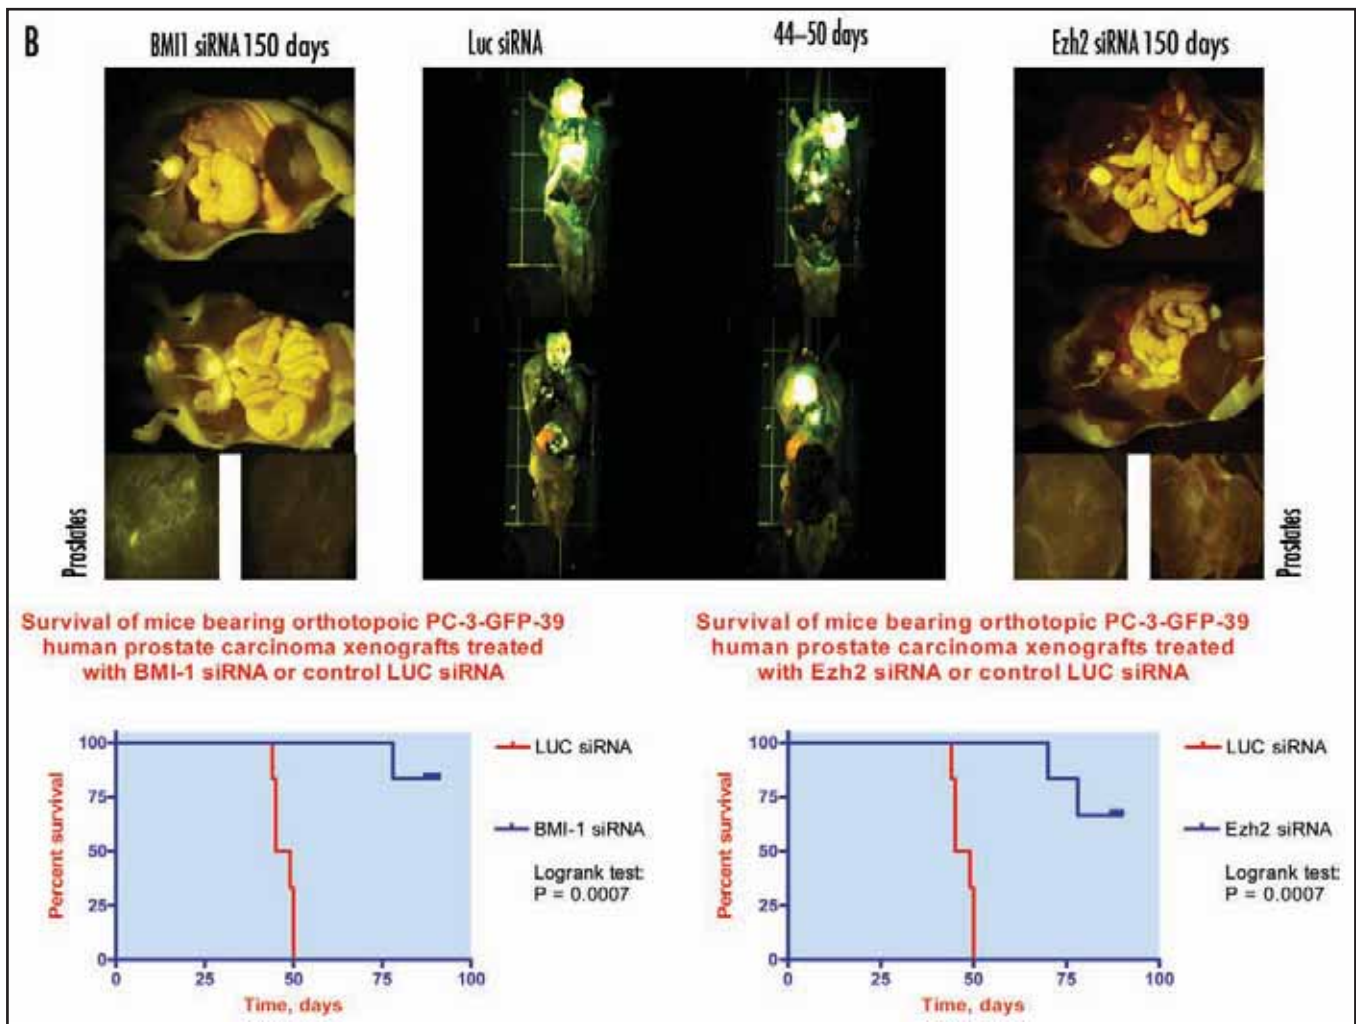 B
BMI1 siRNA 150 days
Luc siRNA
44–50 days
Ezh2 siRNA 150 days
Prostates
Prostates
Survival of mice bearing orthotopoic PC-3-GFP-39
human prostate carcinoma xenografts treated
with BMI-1 siRNA or control LUC siRNA
100
75
50
25
0
0 25 50 75 100
Percent survival
Time, days
LUC siRNA
BMI-1 siRNA
Logrank test:
P = 0.0007
Survival of mice bearing orthotopic PC-3-GFP-39
human prostate carcinoma xenografts treated
with Ezh2 siRNA or control LUC siRNA
100
75
50
25
0
0 25 50 75 100
Percent survival
Time, days
LUC siRNA
Ezh2 siRNA
Logrank test:
P = 0.0007